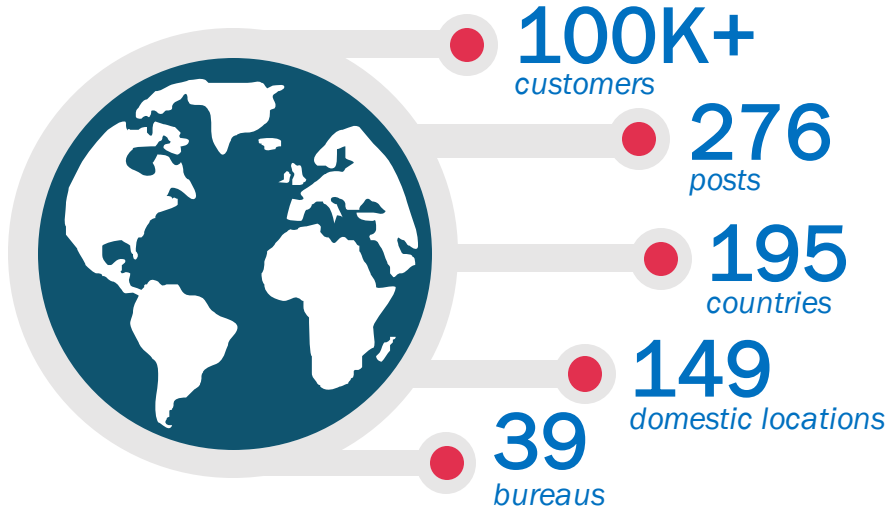 100K+
customers
276
posts
195
countries
149
domestic locations
39
bureaus